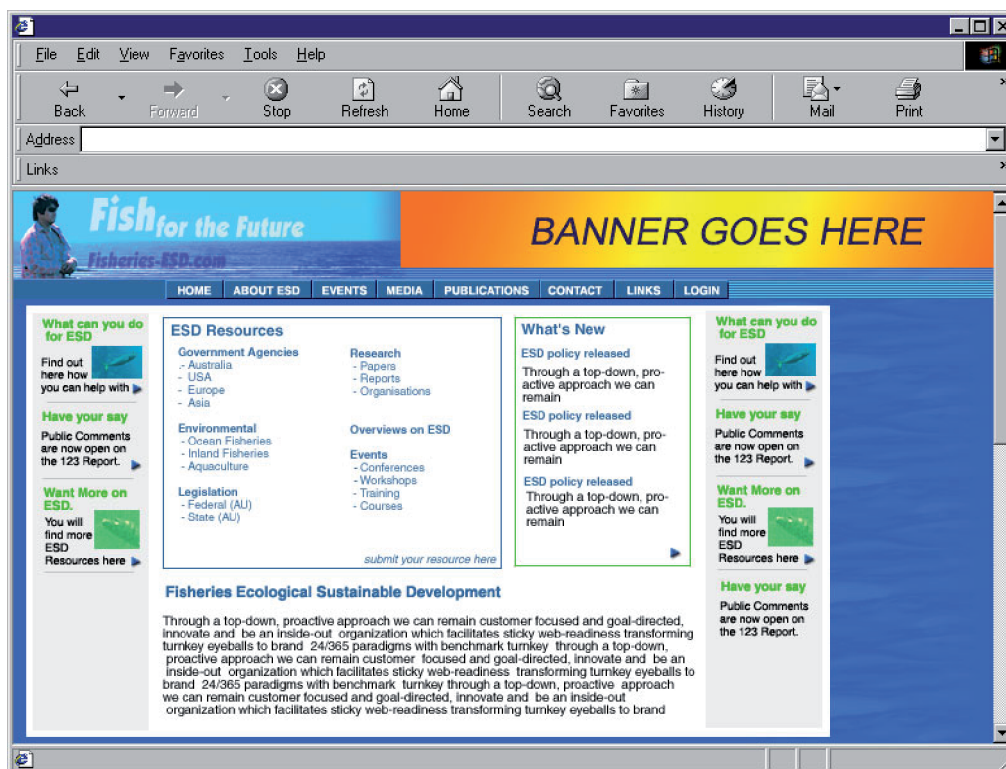 File Edit View Favorites Tools Help
Back Forward Stop Refresh Home Search Favorites History Mail Print
Address
Links
Fish for the Future
Fisheries-ESD.com
BANNER GOES HERE
HOME ABOUT ESD EVENTS MEDIA PUBLICATIONS CONTACT LINKS LOGIN
What can you do
for ESD
Find out
here how
you can help with
Have your say
Public Comments
are now open on
the 123 Report.
Want More on
ESD.
You will
find more
ESD
Resources here
ESD Resources
Government Agencies
.- Australia
- USA
- Europe
- Asia
Environmental
- Ocean Fisheries
- Inland Fisheries
- Aquaculture
Legislation
- Federal (AU)
- State (AU)
Research
- Papers
- Reports
- Organisations
Overviews on ESD
Events
- Conferences
- Workshops
- Training
- Courses
submit your resource here
What's New
ESD policy released
Through a top-down, pro-
active approach we can
remain
ESD policy released
Through a top-down, pro-
active approach we can
remain
ESD policy released
Through a top-down, pro-
active approach we can
remain
What can you do
for ESD
Find out
here how
you can help with
Have your say
Public Comments
are now open on
the 123 Report.
Want More on
ESD.
You will
find more
ESD
Resources here
Have your say
Public Comments
are now open on
the 123 Report.
Fisheries Ecological Sustainable Development
Through a top-down, proactive approach we can remain customer focused and goal-directed,
innovate and be an inside-out organization which facilitates sticky web-readiness transforming
turnkey eyeballs to brand 24/365 paradigms with benchmark turnkey through a top-down,
proactive approach we can remain customer focused and goal-directed, innovate and be an
inside-out organization which facilitates sticky web-readiness transforming turnkey eyeballs to
brand 24/365 paradigms with benchmark turnkey through a top-down, proactive approach
we can remain customer focused and goal-directed, innovate and be an inside-out
organization which facilitates sticky web-readiness transforming turnkey eyeballs to brand